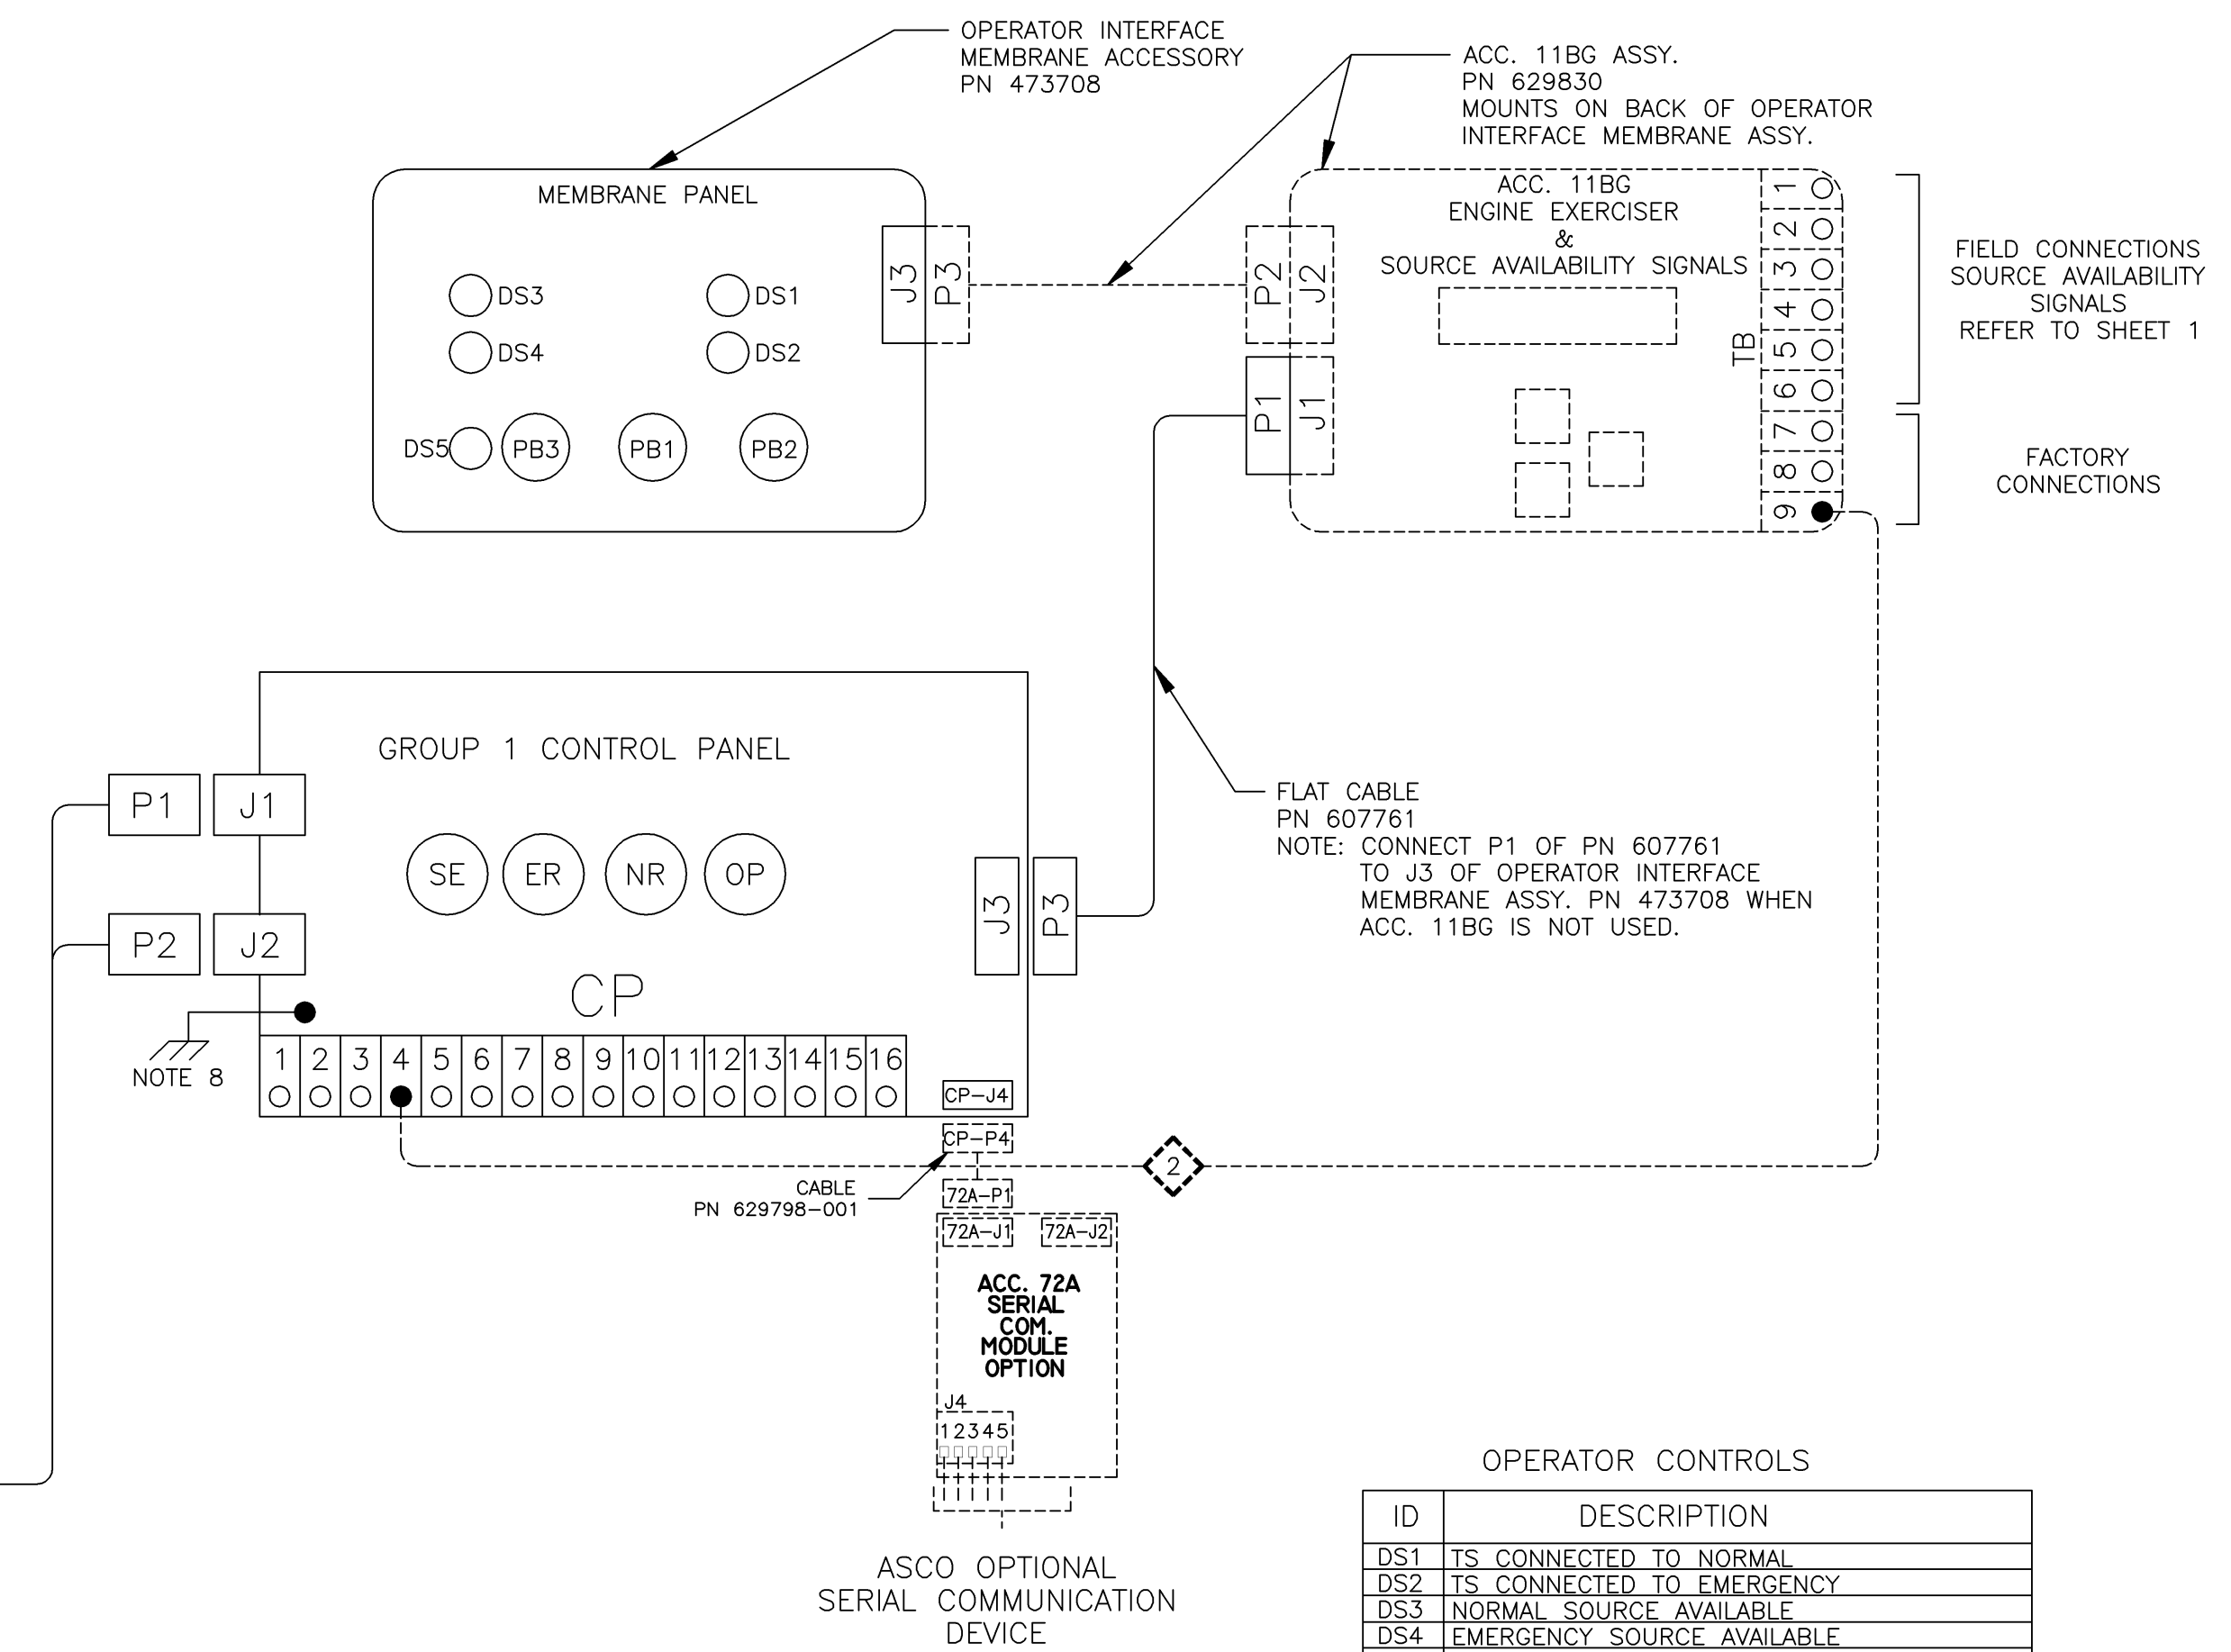 OPERATOR INTERFACE
MEMBRANE ACCESSORY
PN 473708
ACC. 11BG ASSY.
PN 629830
MOUNTS ON BACK OF OPERATOR
INTERFACE MEMBRANE ASSY.
MEMBRANE PANEL
DS3
DS1
DS4
DS2
DS5
PB3
PB1
PB2
J3
P3
P2
J2
P1
J1
ACC. 11BG
ENGINE EXERCISER
&
SOURCE AVAILABILITY SIGNALS
TB
1
2
3
4
5
6
7
8
9
FIELD CONNECTIONS
SOURCE AVAILABILITY
SIGNALS
REFER TO SHEET 1
FACTORY
CONNECTIONS
GROUP 1 CONTROL PANEL
P1
J1
SE
ER
NR
OP
P2
J2
J3
P3
CP
NOTE 8
1 2 3 4 5 6 7 8 9 10 11 12 13 14 15 16
FLAT CABLE
PN 607761
NOTE: CONNECT P1 OF PN 607761
TO J3 OF OPERATOR INTERFACE
MEMBRANE ASSY. PN 473708 WHEN
ACC. 11BG IS NOT USED.
CP-J4
CP-P4
2
CABLE
PN 629798-001
72A-P1
72A-J1
72A-J2
ACC. 72A
SERIAL
COM.
MODULE
OPTION
J4
1 2 3 4 5
ASCO OPTIONAL
SERIAL COMMUNICATION
DEVICE
OPERATOR CONTROLS
ID DESCRIPTION
DS1 TS CONNECTED TO NORMAL
DS2 TS CONNECTED TO EMERGENCY
DS3 NORMAL SOURCE AVAILABLE
DS4 EMERGENCY SOURCE AVAILABLE